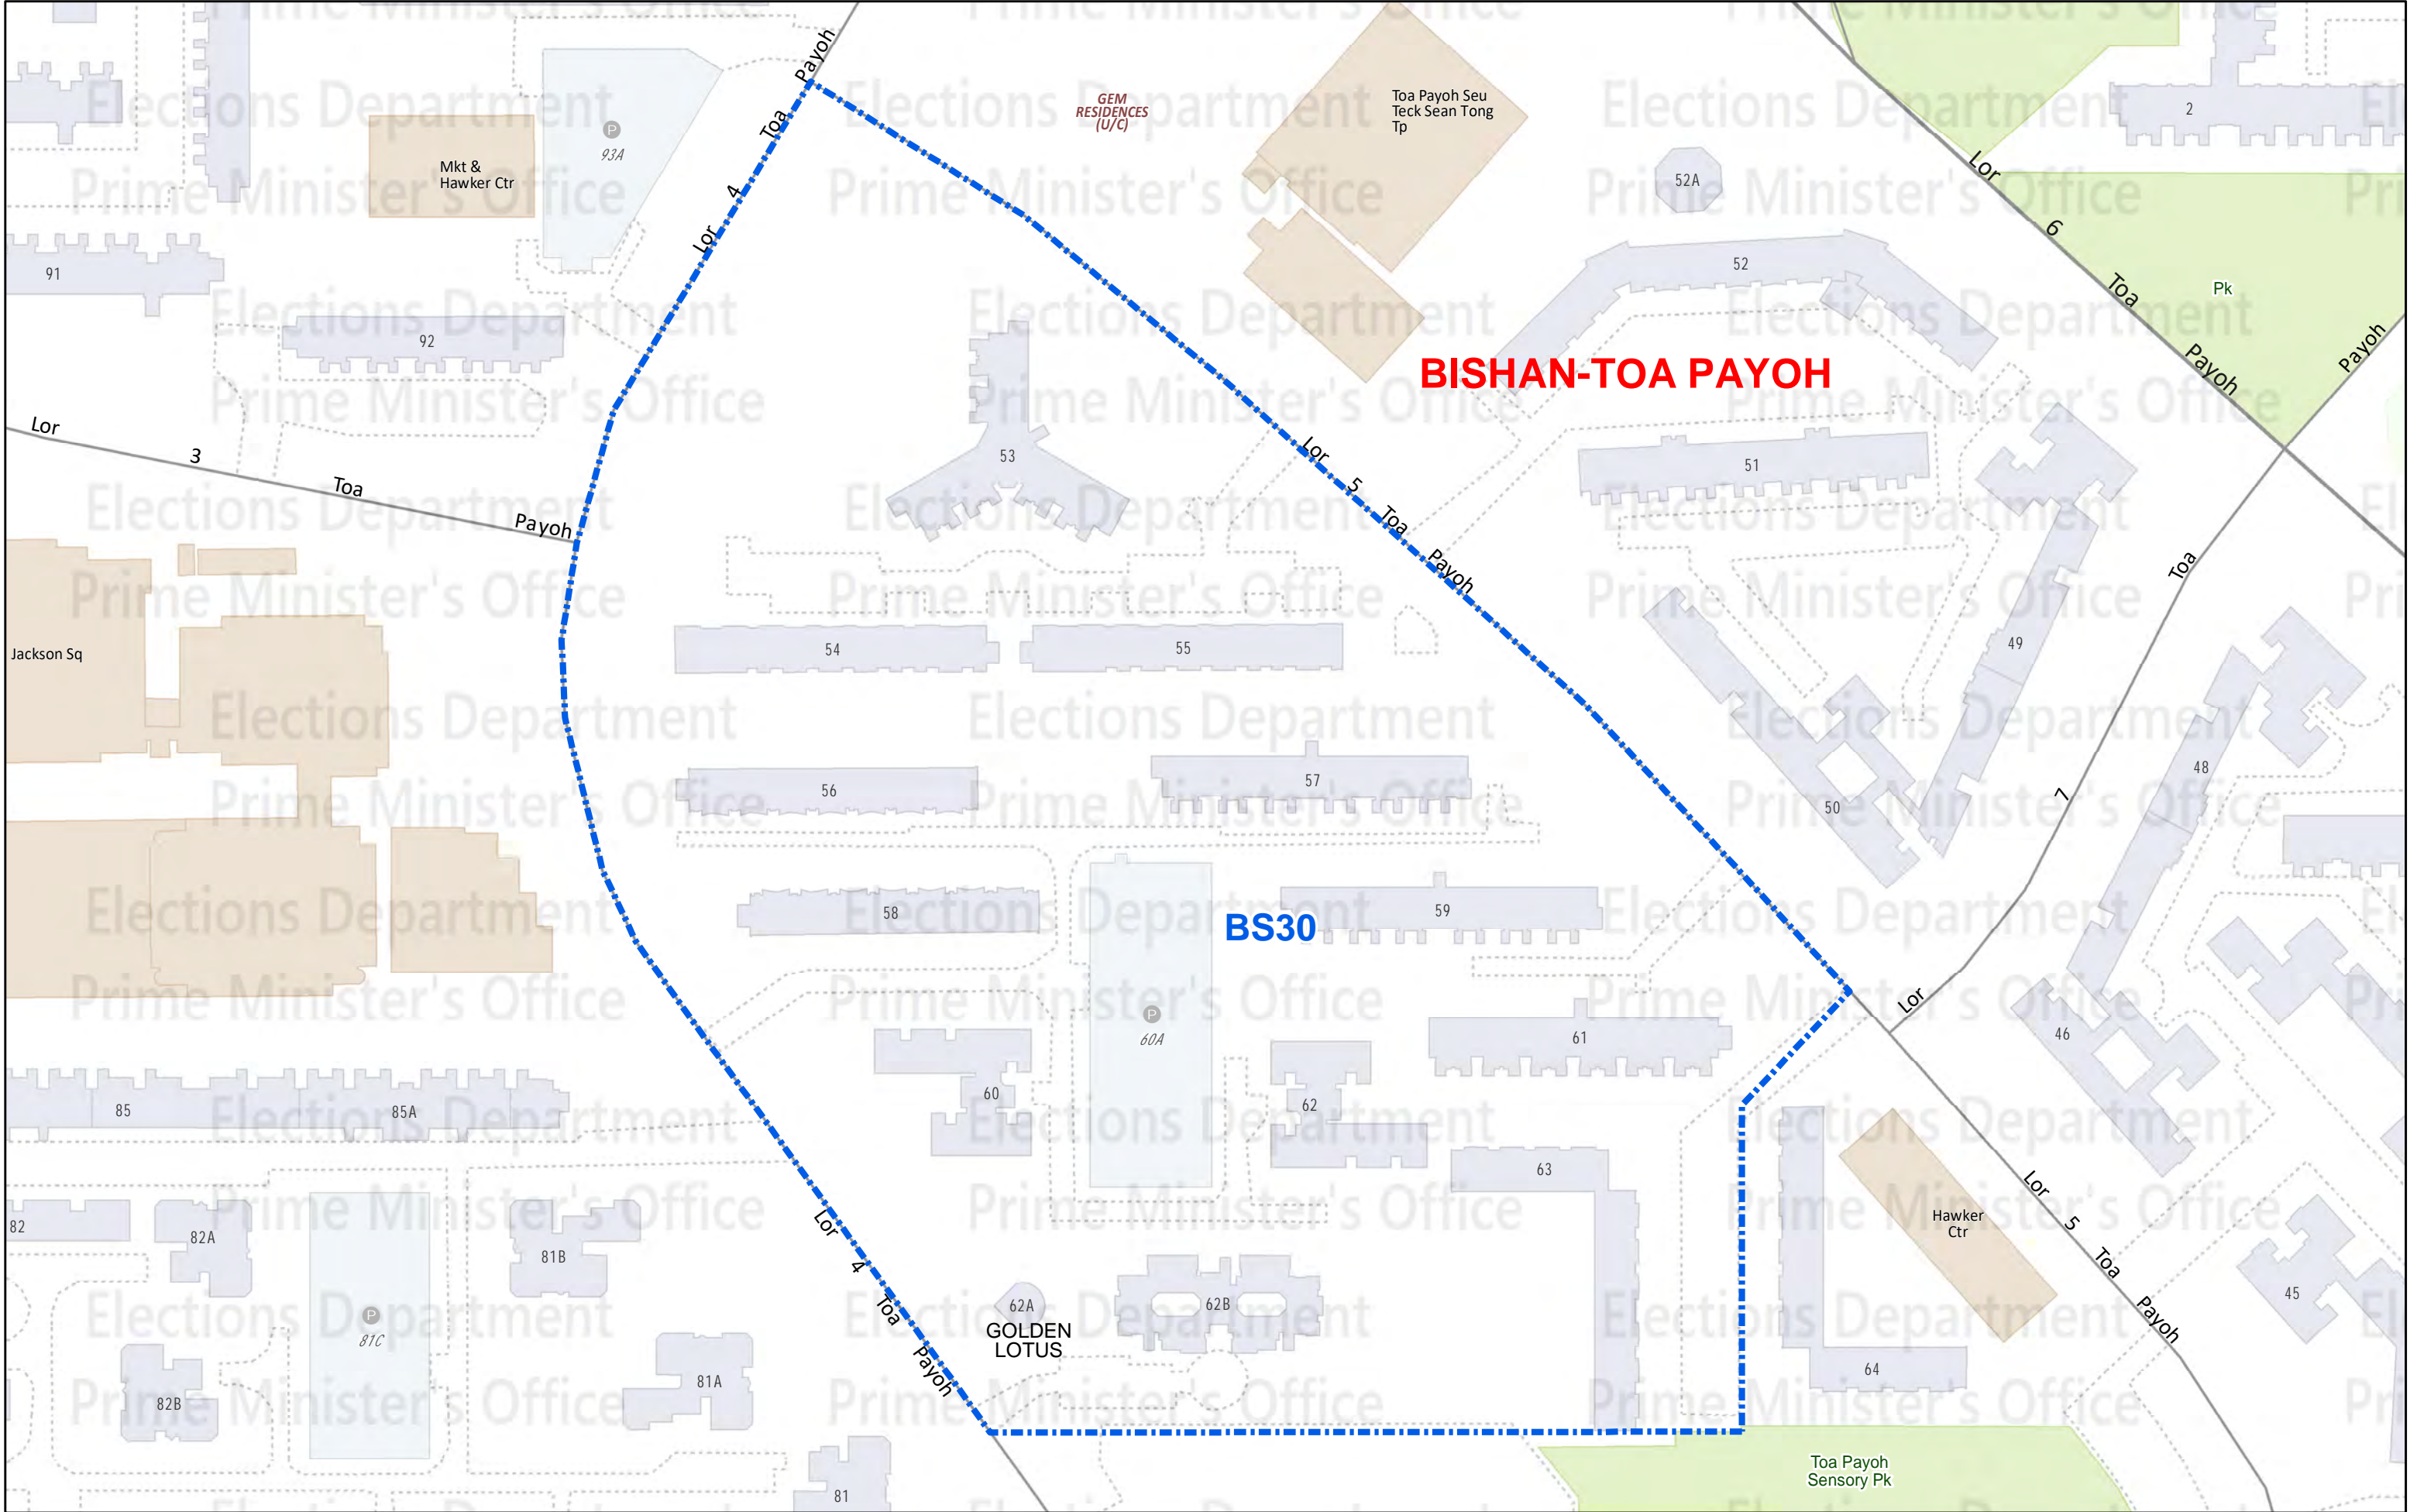 Elections Department
Prime Minister's Office
Payoh
Toa
4
Lor
GEM
RESIDENCES
(U/C)
Toa Payoh Seu
Teck Sean Tong
Tp
2
P
93A
Mkt &
Hawker Ctr
52A
Lor
6
Toa
Payoh
Pk
Payoh
Toa
7
Lor
91
92
52
BISHAN-TOA PAYOH
Lor
3
Toa
Payoh
53
Lor
5
Toa
Payoh
51
Jackson Sq
54
55
49
56
57
50
48
58
BS30
59
P
60A
61
46
85
85A
60
62
63
82
82A
81B
Lor
4
Toa
Payoh
Hawker
Ctr
Lor
5
Toa
Payoh
P
81C
62A
GOLDEN
LOTUS
62B
45
82B
81A
64
81
Toa Payoh
Sensory Pk